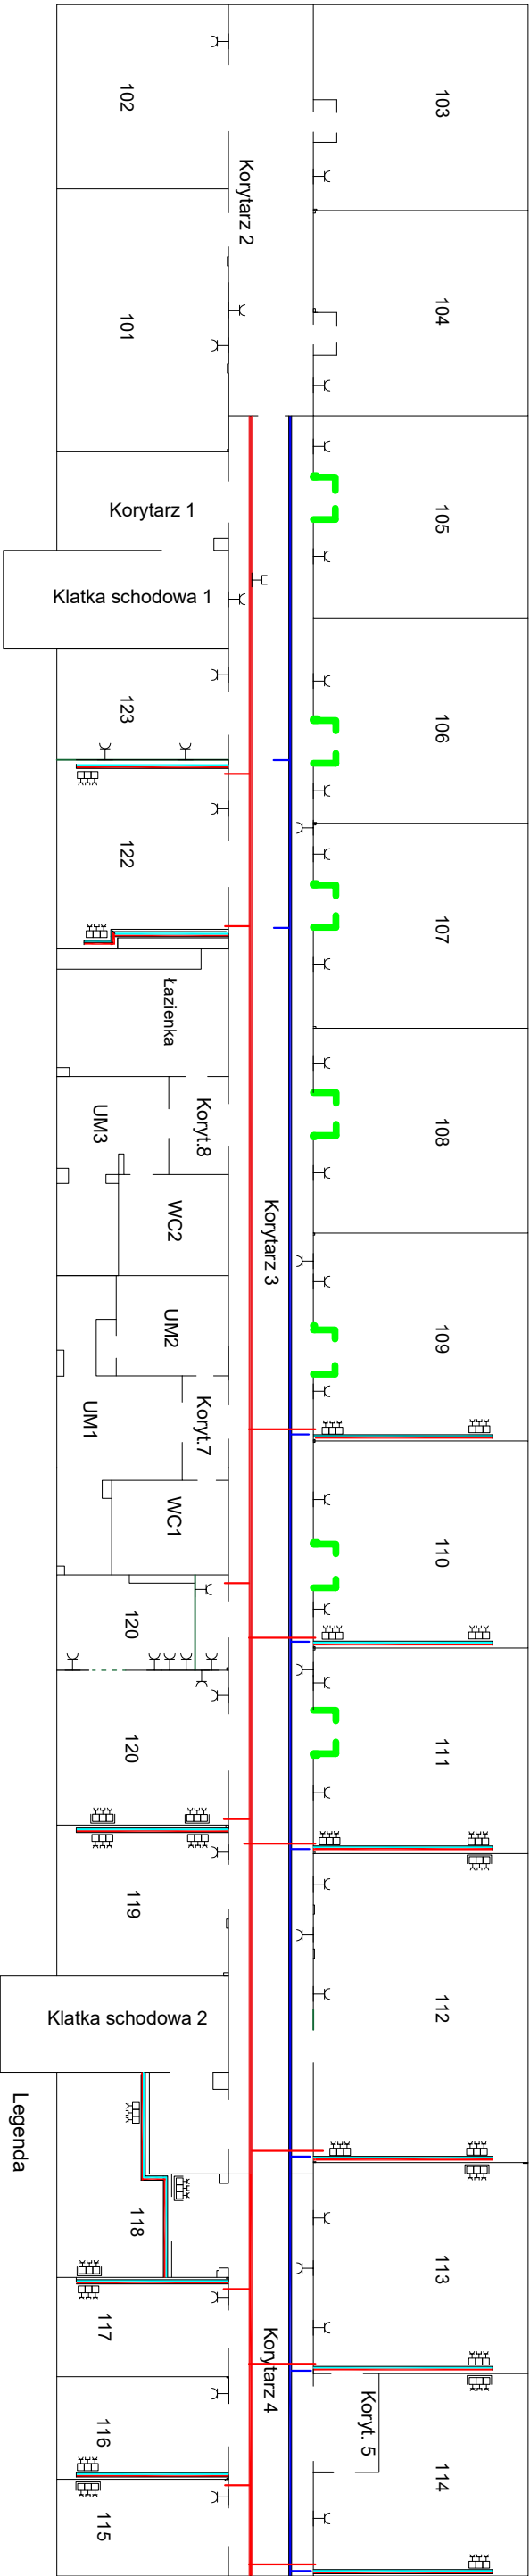 102
103
Korytarz 2
101
104
Korytarz 1
105
Klatka schodowa 1
123
106
122
107
Łazienka
UM3
Koryt.8
108
WC2
Korytarz 3
UM2
109
UM1
Koryt.7
WC1
110
120
120
111
119
112
Klatka schodowa 2
Legenda
118
113
117
Korytarz 4
Koryt. 5
116
114
115